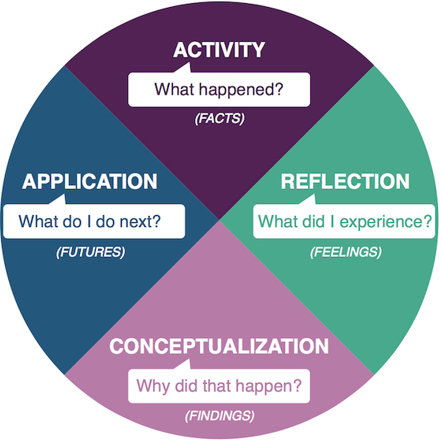 ACTIVITY
What happened?
(FACTS)
APPLICATION
What do I do next?
(FUTURES)
REFLECTION
What did I experience?
(FEELINGS)
CONCEPTUALIZATION
Why did that happen?
(FINDINGS)